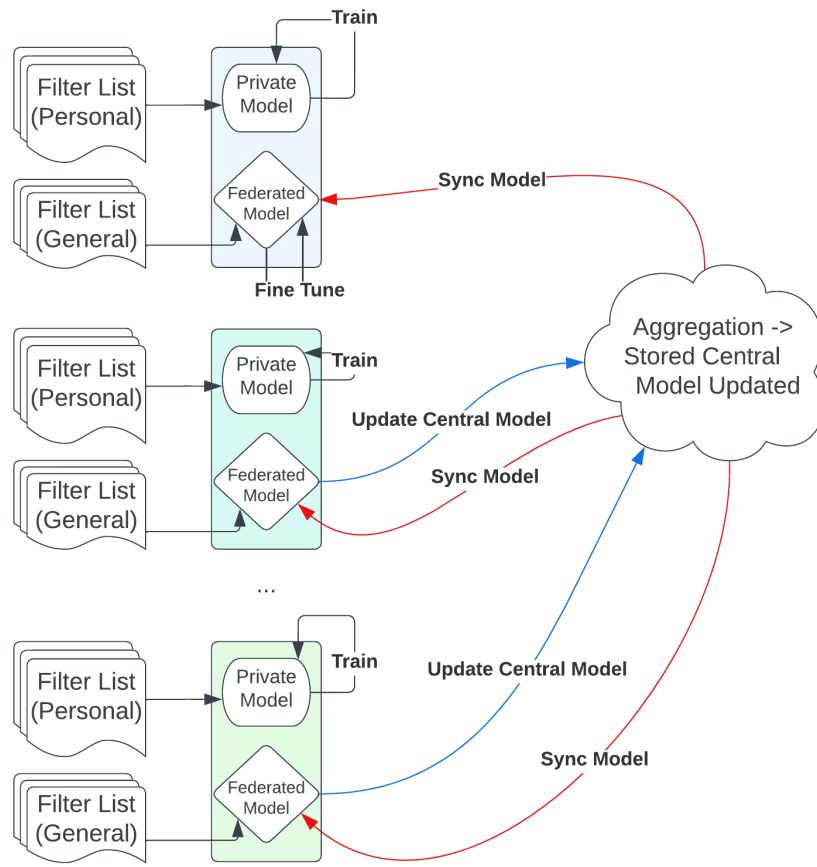 Train
Filter List
(Personal)
Private
Model
Sync Model
Filter List
(General)
Federated
Model
Fine Tune
Aggregation ->
Stored Central
Model Updated
Filter List
(Personal)
Private
Model
Train
Update Central Model
Sync Model
Filter List
(General)
Federated
Model
...
Filter List
(Personal)
Private
Model
Train
Update Central Model
Sync Model
Filter List
(General)
Federated
Model